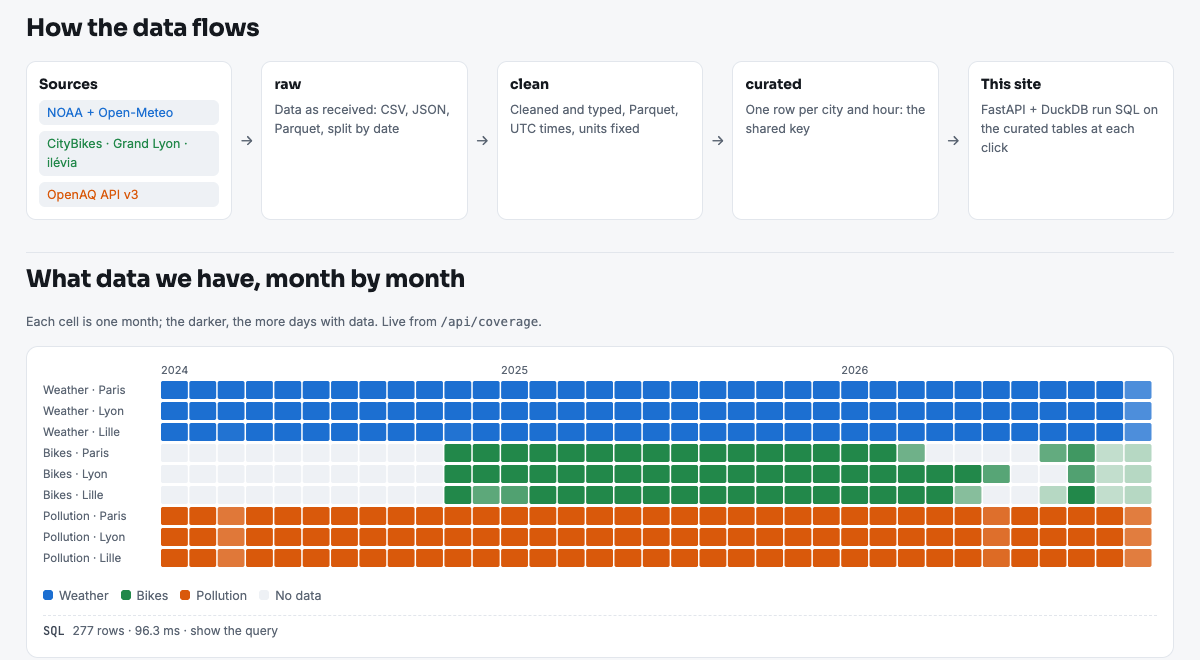 How the data flows
Sources
NOAA + Open-Meteo
CityBikes · Grand Lyon ·
ilévia
OpenAQ API v3
→
raw
Data as received: CSV, JSON,
Parquet, split by date
→
clean
Cleaned and typed, Parquet,
UTC times, units fixed
→
curated
One row per city and hour: the
shared key
→
This site
FastAPI + DuckDB run SQL on
the curated tables at each
click
What data we have, month by month
Each cell is one month; the darker, the more days with data. Live from /api/coverage.
2024 2025 2026
Weather · Paris
Weather · Lyon
Weather · Lille
Bikes · Paris
Bikes · Lyon
Bikes · Lille
Pollution · Paris
Pollution · Lyon
Pollution · Lille
Weather Bikes Pollution No data
SQL 277 rows · 96.3 ms · show the query